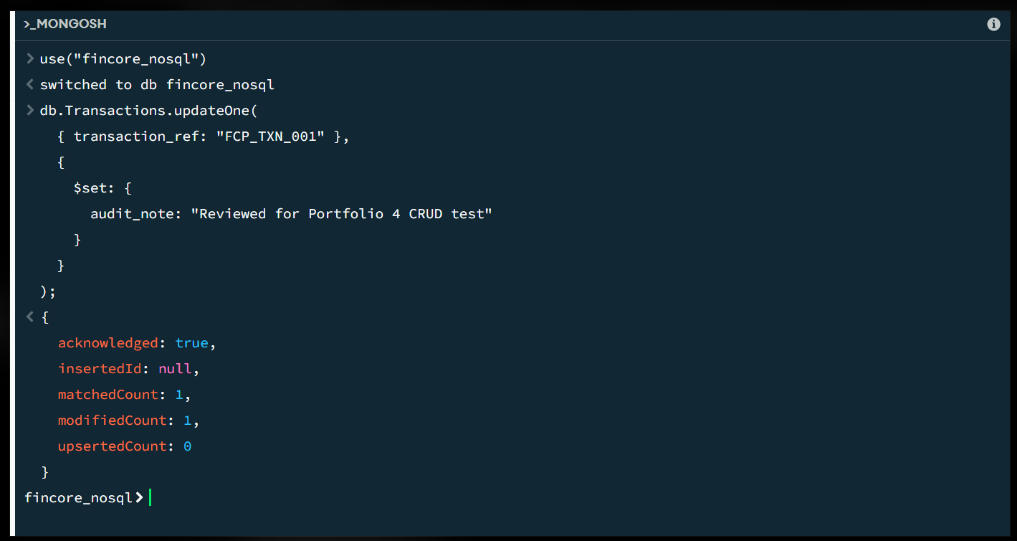 >_MONGOSH
> use("fincore_nosql")
< switched to db fincore_nosql
> db.Transactions.updateOne(
    { transaction_ref: "FCP_TXN_001" },
    {
      $set: {
        audit_note: "Reviewed for Portfolio 4 CRUD test"
      }
    }
  );
< {
    acknowledged: true,
    insertedId: null,
    matchedCount: 1,
    modifiedCount: 1,
    upsertedCount: 0
  }
fincore_nosql>